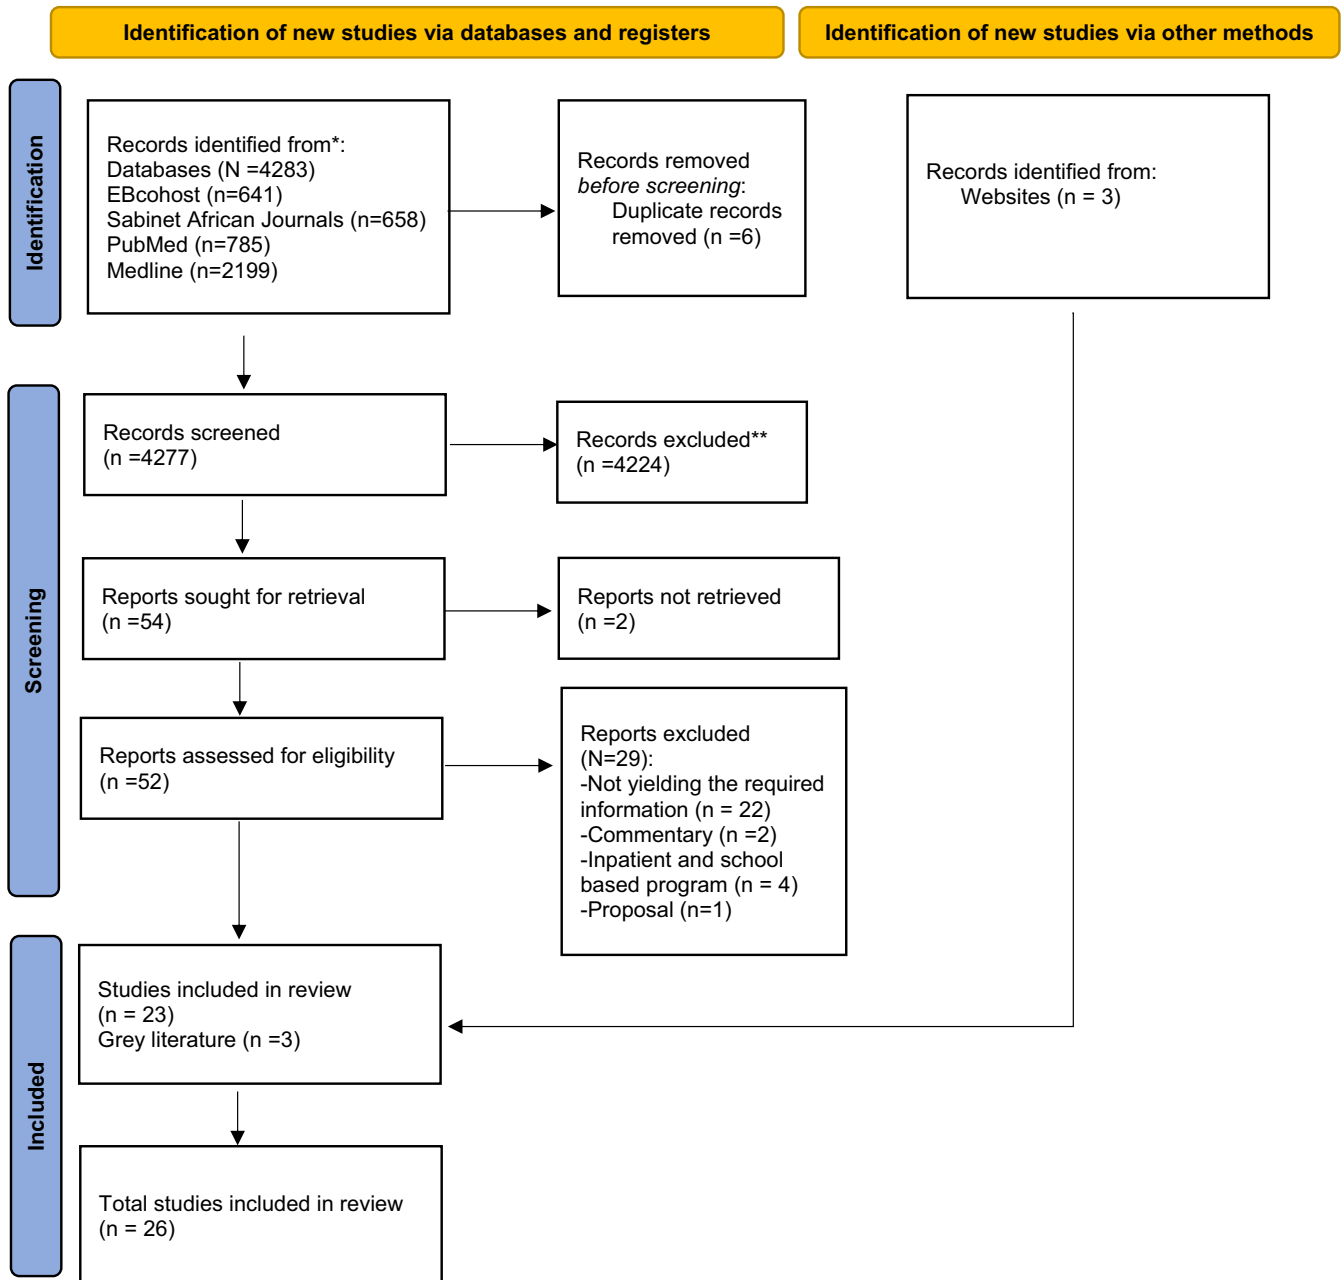 Identification of new studies via databases and registers
Identification of new studies via other methods
Identification
Records identified from*:
Databases (N =4283)
EBcohost (n=641)
Sabinet African Journals (n=658)
PubMed (n=785)
Medline (n=2199)
Records removed
before screening:
Duplicate records
removed (n =6)
Records identified from:
Websites (n = 3)
Screening
Records screened
(n =4277)
Records excluded**
(n =4224)
Reports sought for retrieval
(n =54)
Reports not retrieved
(n =2)
Reports assessed for eligibility
(n =52)
Reports excluded
(N=29):
-Not yielding the required
information (n = 22)
-Commentary (n =2)
-Inpatient and school
based program (n = 4)
-Proposal (n=1)
Included
Studies included in review
(n = 23)
Grey literature (n =3)
Total studies included in review
(n = 26)